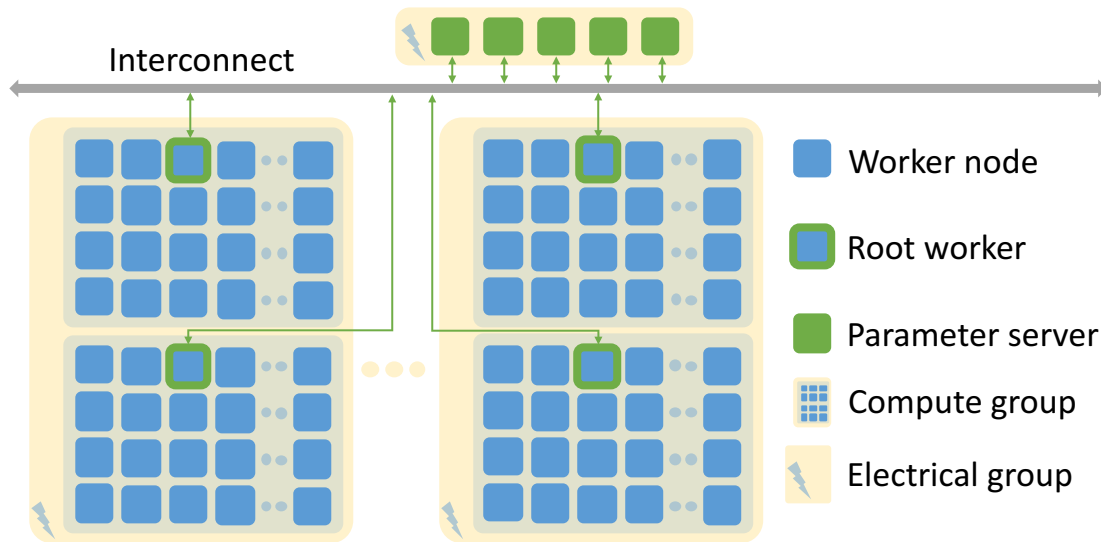 Interconnect
Worker node
Root worker
Parameter server
Compute group
Electrical group